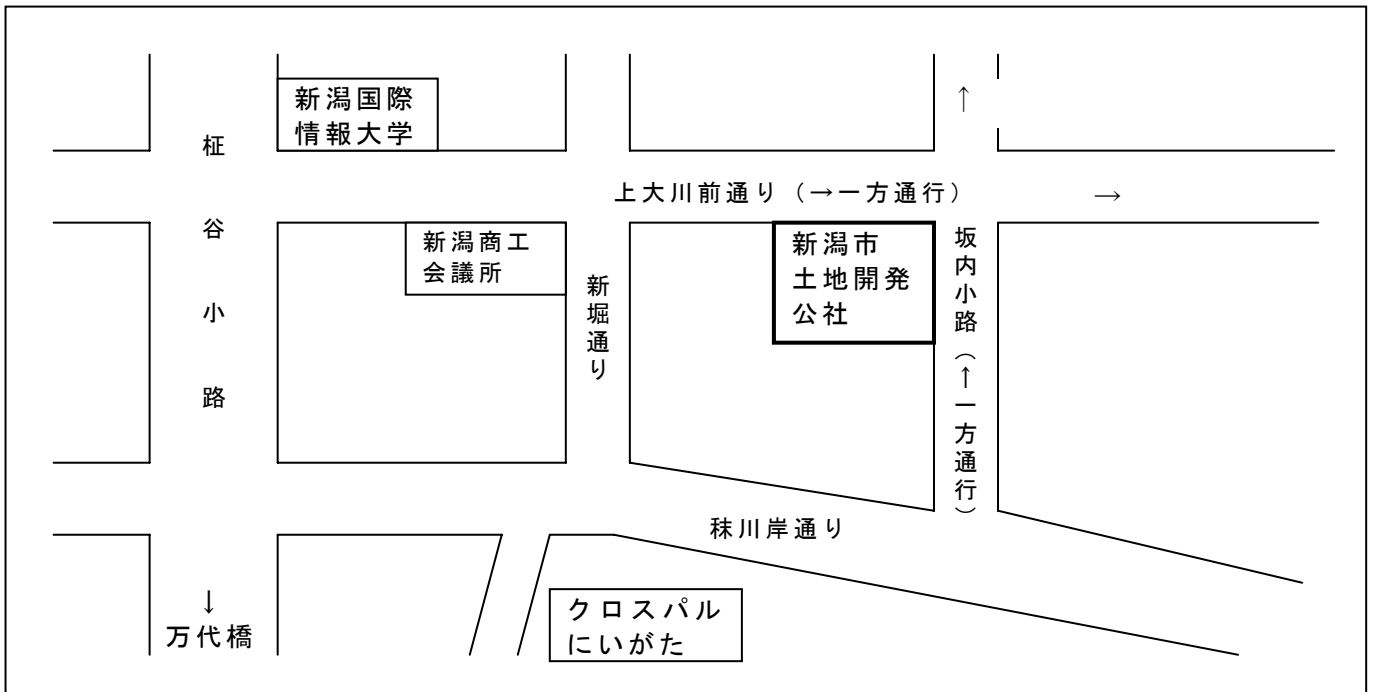 新潟国際
情報大学
↑
柾谷小路
上大川前通り（→一方通行）
→
新潟商工
会議所
新堀通り
新潟市
土地開発
公社
坂内小路（↑一方通行）
秣川岸通り
↓
万代橋
クロスパル
にいがた